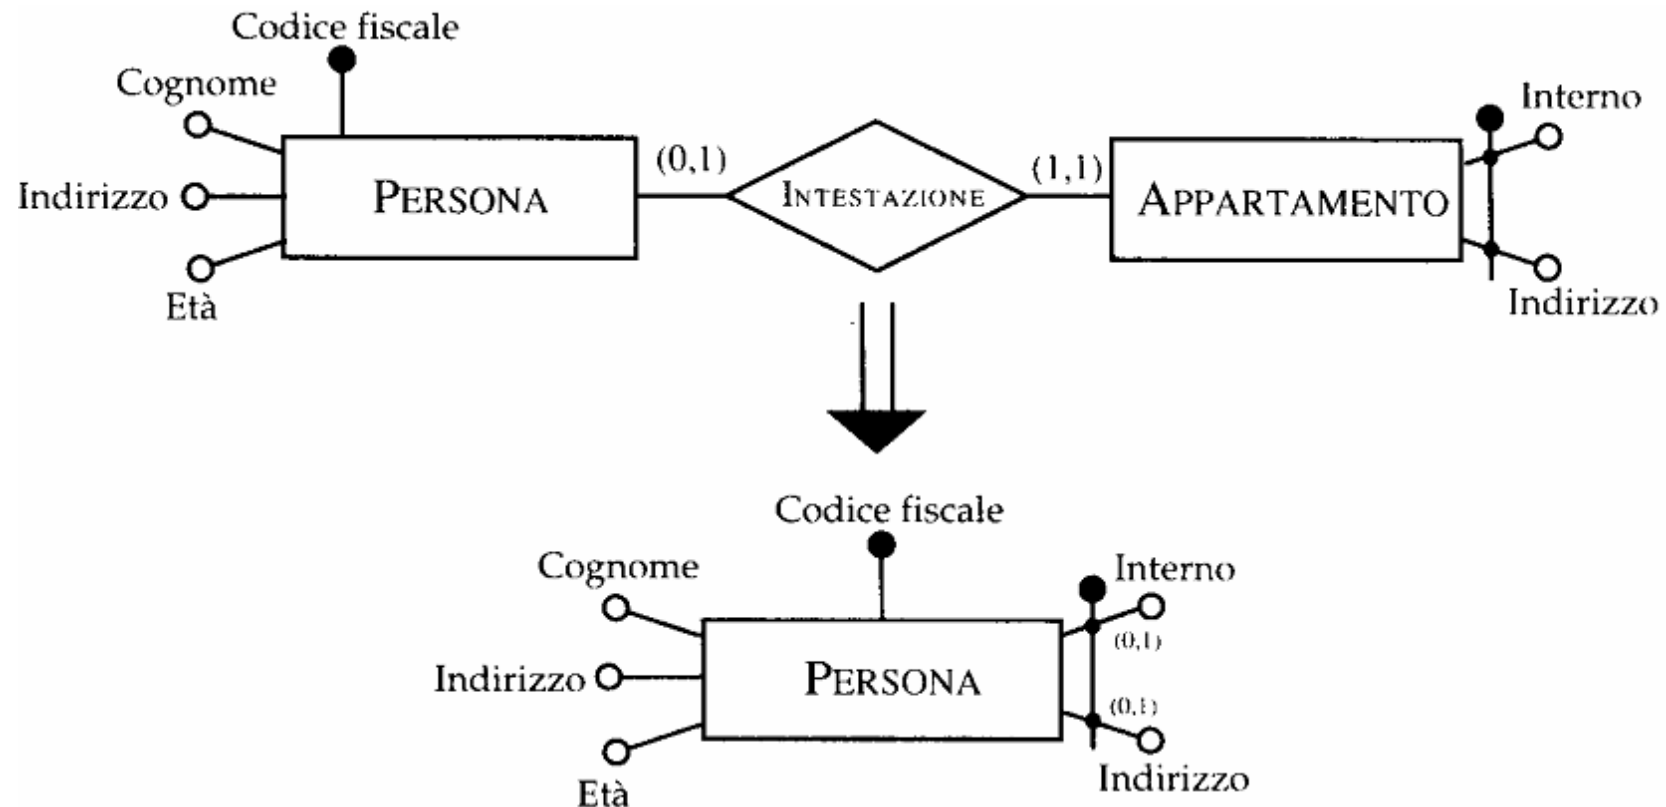 Codice fiscale
Cognome
Indirizzo
Età
PERSONA
(0,1)
INTESTAZIONE
(1,1)
APPARTAMENTO
Interno
Indirizzo
Codice fiscale
Cognome
Indirizzo
Età
PERSONA
Interno
(0,1)
(0,1)
Indirizzo